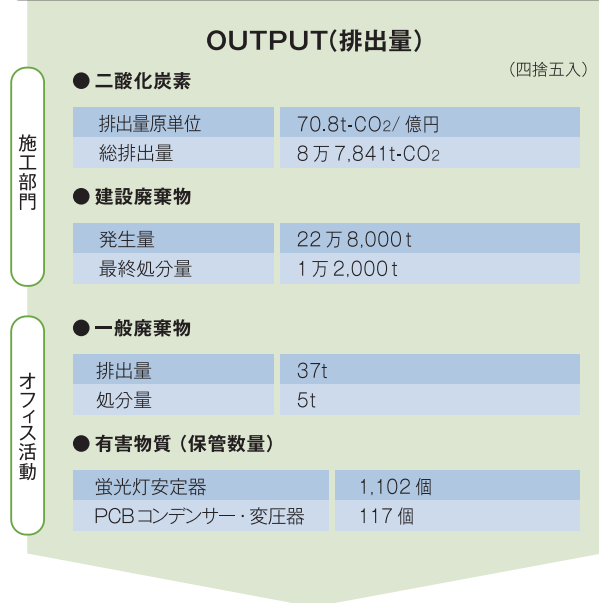 OUTPUT(排出量)
(四捨五入)
施工部門
●二酸化炭素
排出量原単位 70.8t-CO2/億円
総排出量 8万7,841t-CO2
●建設廃棄物
発生量 22万8,000t
最終処分量 1万2,000t
オフィス活動
●一般廃棄物
排出量 37t
処分量 5t
●有害物質(保管数量)
蛍光灯安定器 1,102個
PCBコンデンサー・変圧器 117個